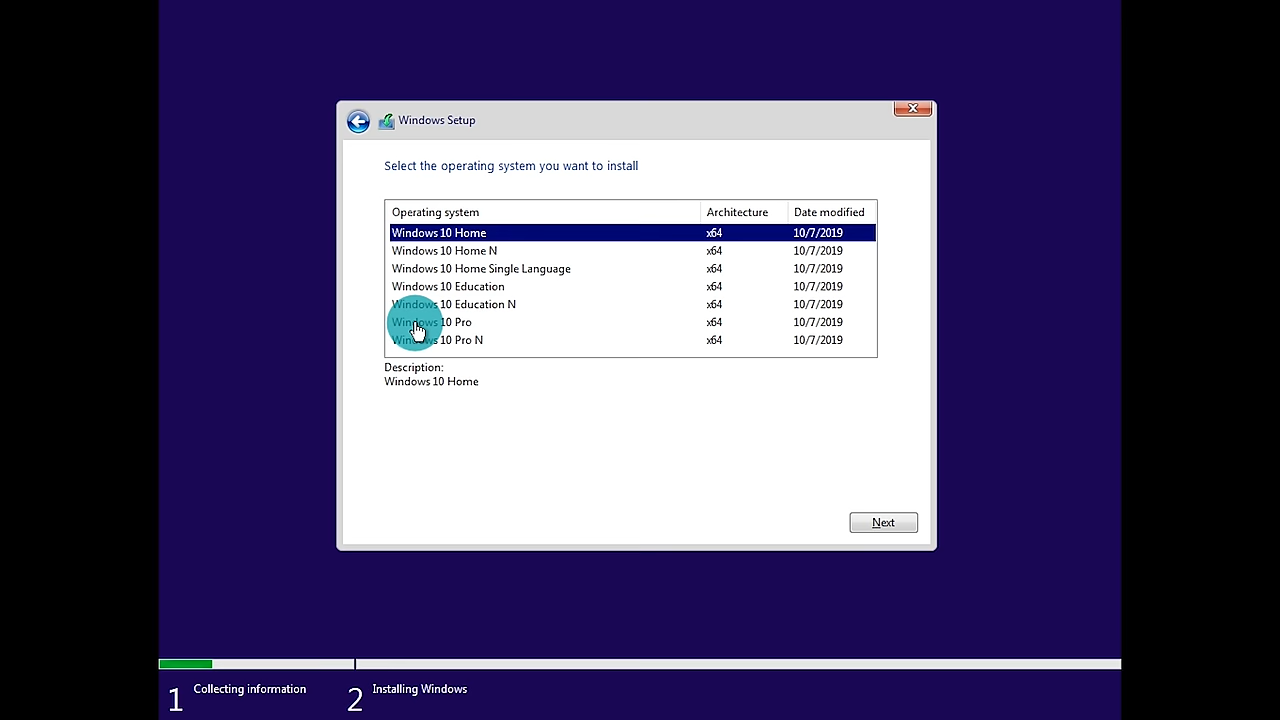 Windows Setup
Select the operating system you want to install
Operating system Architecture Date modified
Windows 10 Home x64 10/7/2019
Windows 10 Home N x64 10/7/2019
Windows 10 Home Single Language x64 10/7/2019
Windows 10 Education x64 10/7/2019
Windows 10 Education N x64 10/7/2019
Windows 10 Pro x64 10/7/2019
Windows 10 Pro N x64 10/7/2019
Description:
Windows 10 Home
Next
1 Collecting information 2 Installing Windows